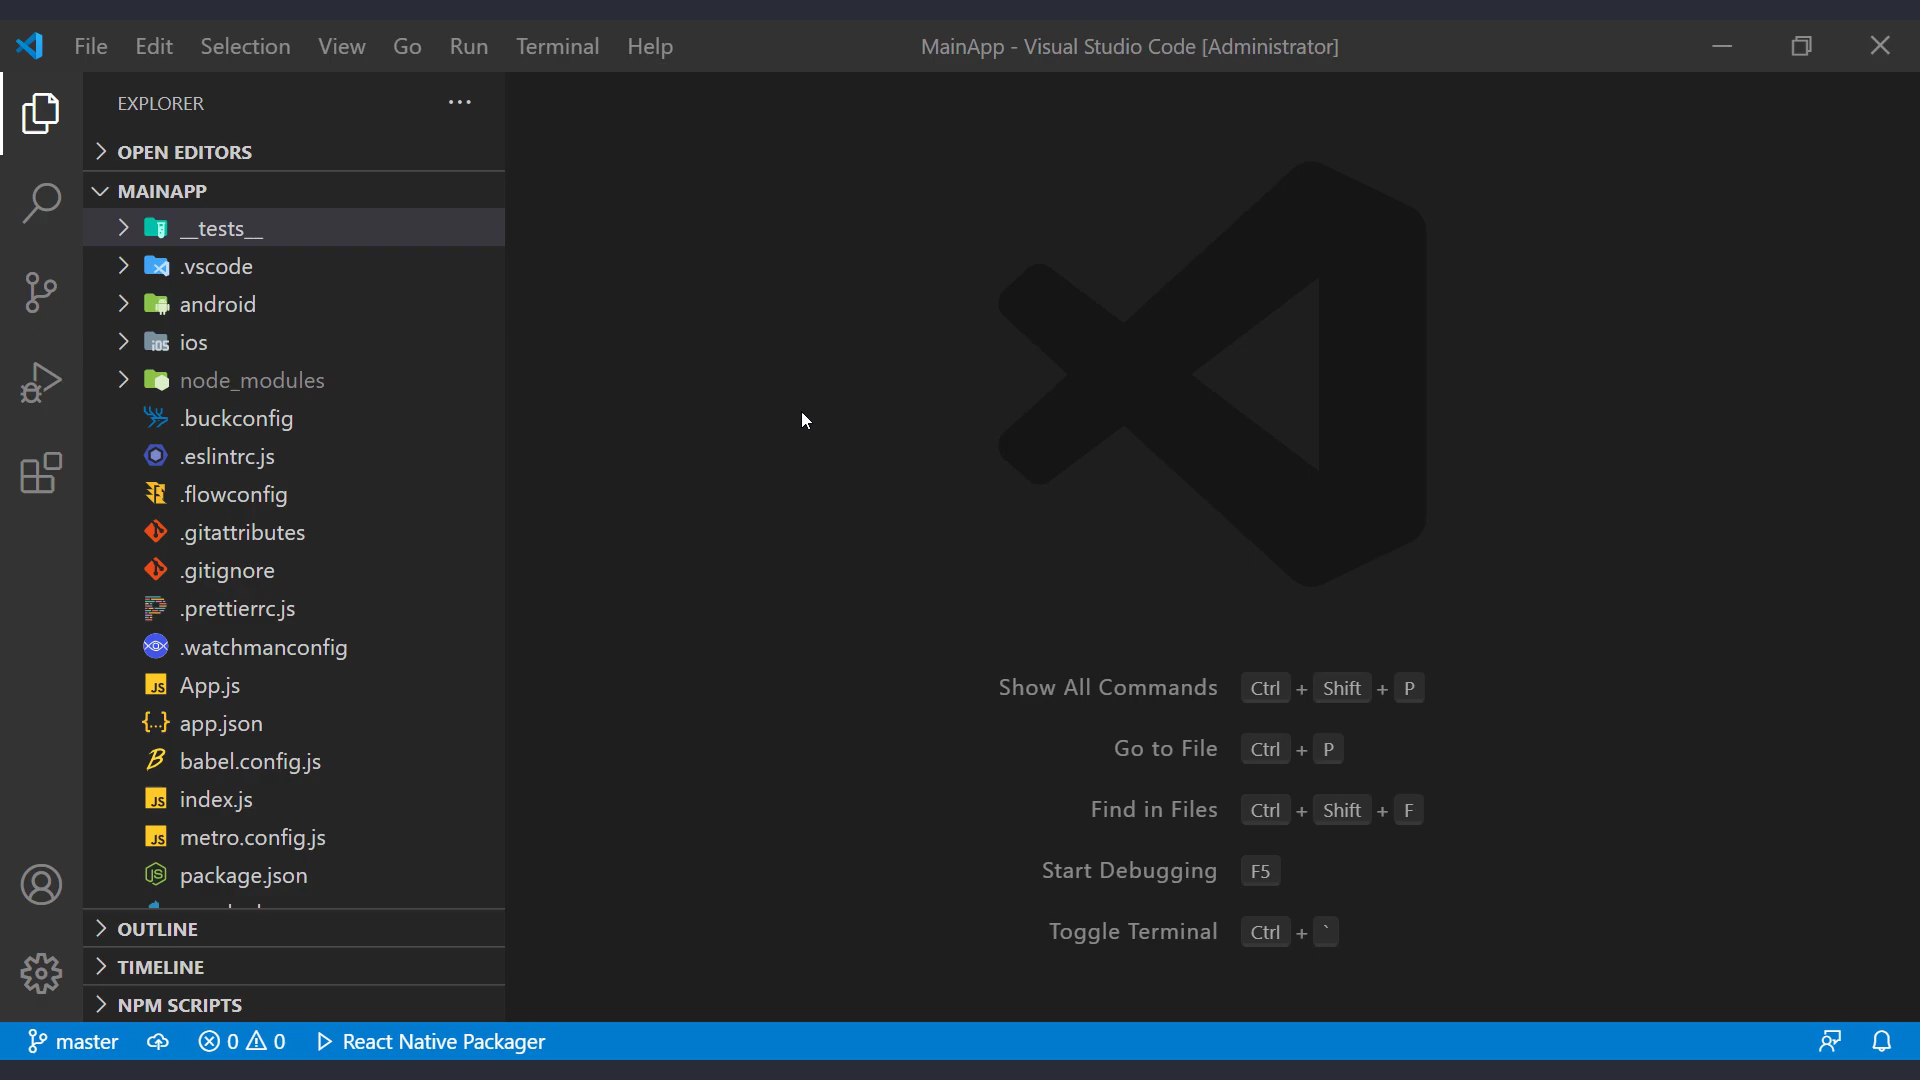 File Edit Selection View Go Run Terminal Help MainApp - Visual Studio Code [Administrator]
EXPLORER ...
OPEN EDITORS
MAINAPP
__tests__
.vscode
android
ios
node_modules
.buckconfig
.eslintrc.js
.flowconfig
.gitattributes
.gitignore
.prettierrc.js
.watchmanconfig
App.js
app.json
babel.config.js
index.js
metro.config.js
package.json
OUTLINE
TIMELINE
NPM SCRIPTS
Show All Commands Ctrl + Shift + P
Go to File Ctrl + P
Find in Files Ctrl + Shift + F
Start Debugging F5
Toggle Terminal Ctrl + `
master 0 0 React Native Packager